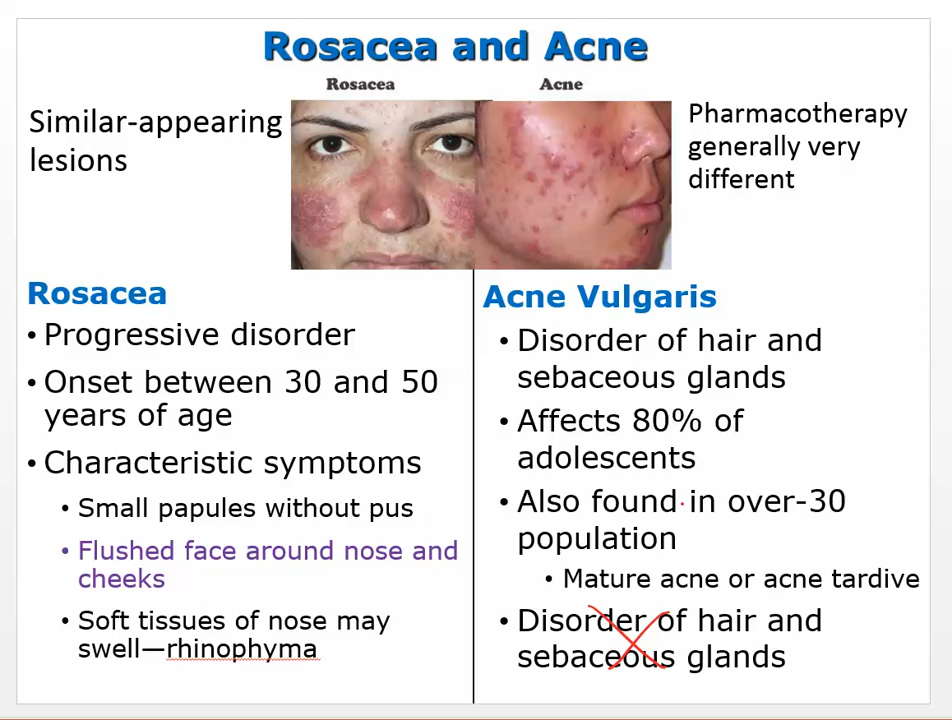 Rosacea and Acne
Rosacea
Acne
Similar-appearing
lesions
Pharmacotherapy
generally very
different
Rosacea
• Progressive disorder
• Onset between 30 and 50
years of age
• Characteristic symptoms
• Small papules without pus
• Flushed face around nose and
cheeks
• Soft tissues of nose may
swell—rhinophyma
Acne Vulgaris
• Disorder of hair and
sebaceous glands
• Affects 80% of
adolescents
• Also found in over-30
population
• Mature acne or acne tardive
• Disorder of hair and
sebaceous glands